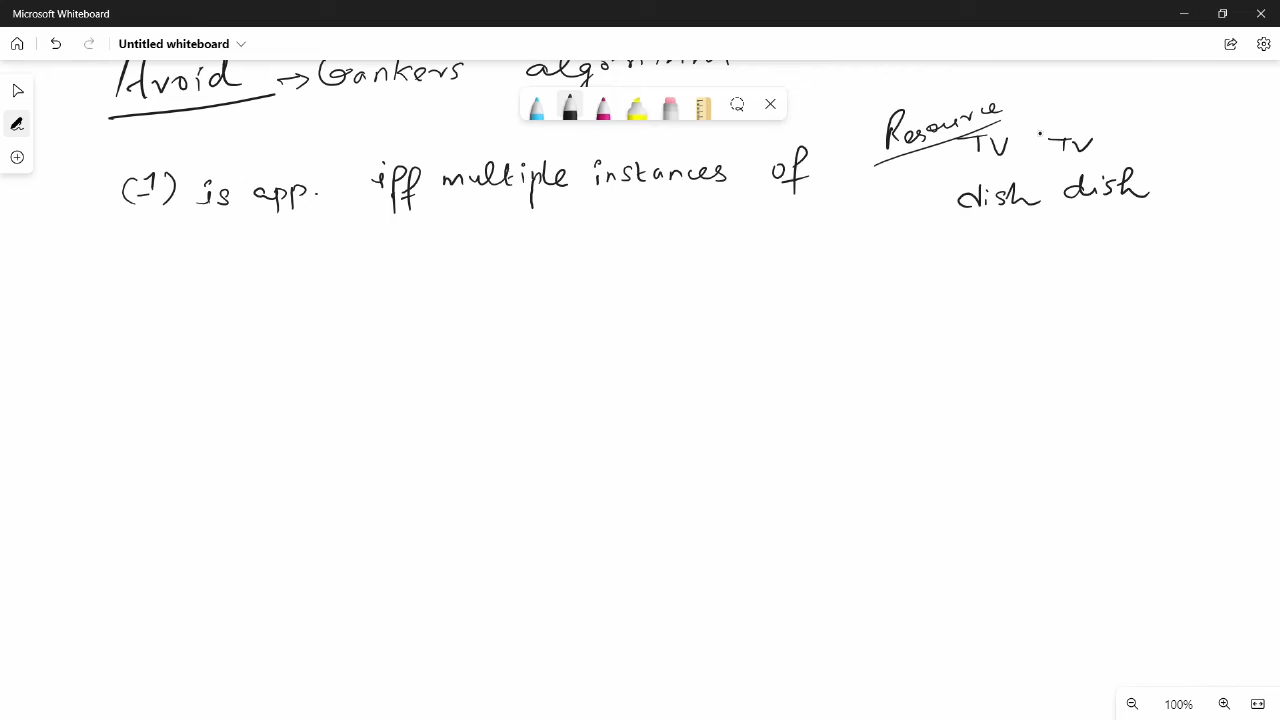 Microsoft Whiteboard
Untitled whiteboard
Avoid → Bankers algorithm
Resource
TV TV
(-1) is app. iff multiple instances of
dish dish
100%